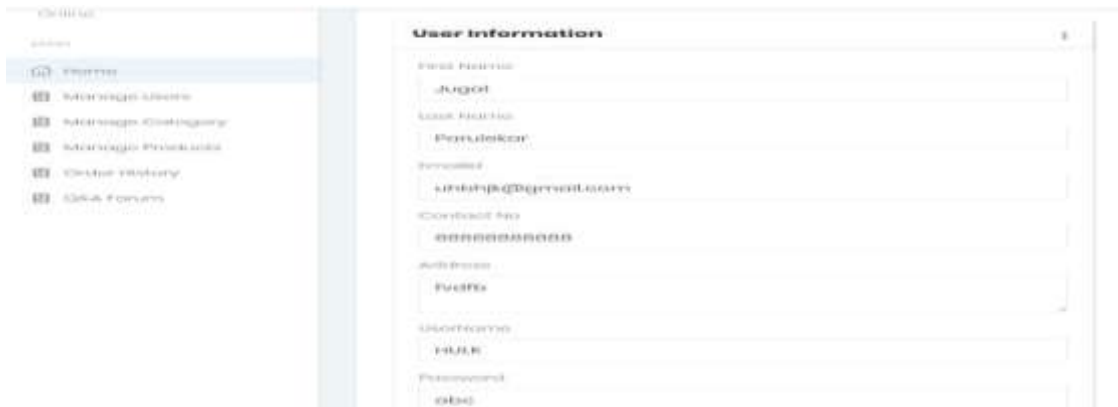 Online
Home
Manage Users
Manage Category
Manage Products
Order History
Q&A Forum
User Information
First Name
Jugal
Last Name
Parulekar
EmailId
Contact No
Address
UserName
HULK
Password
abc